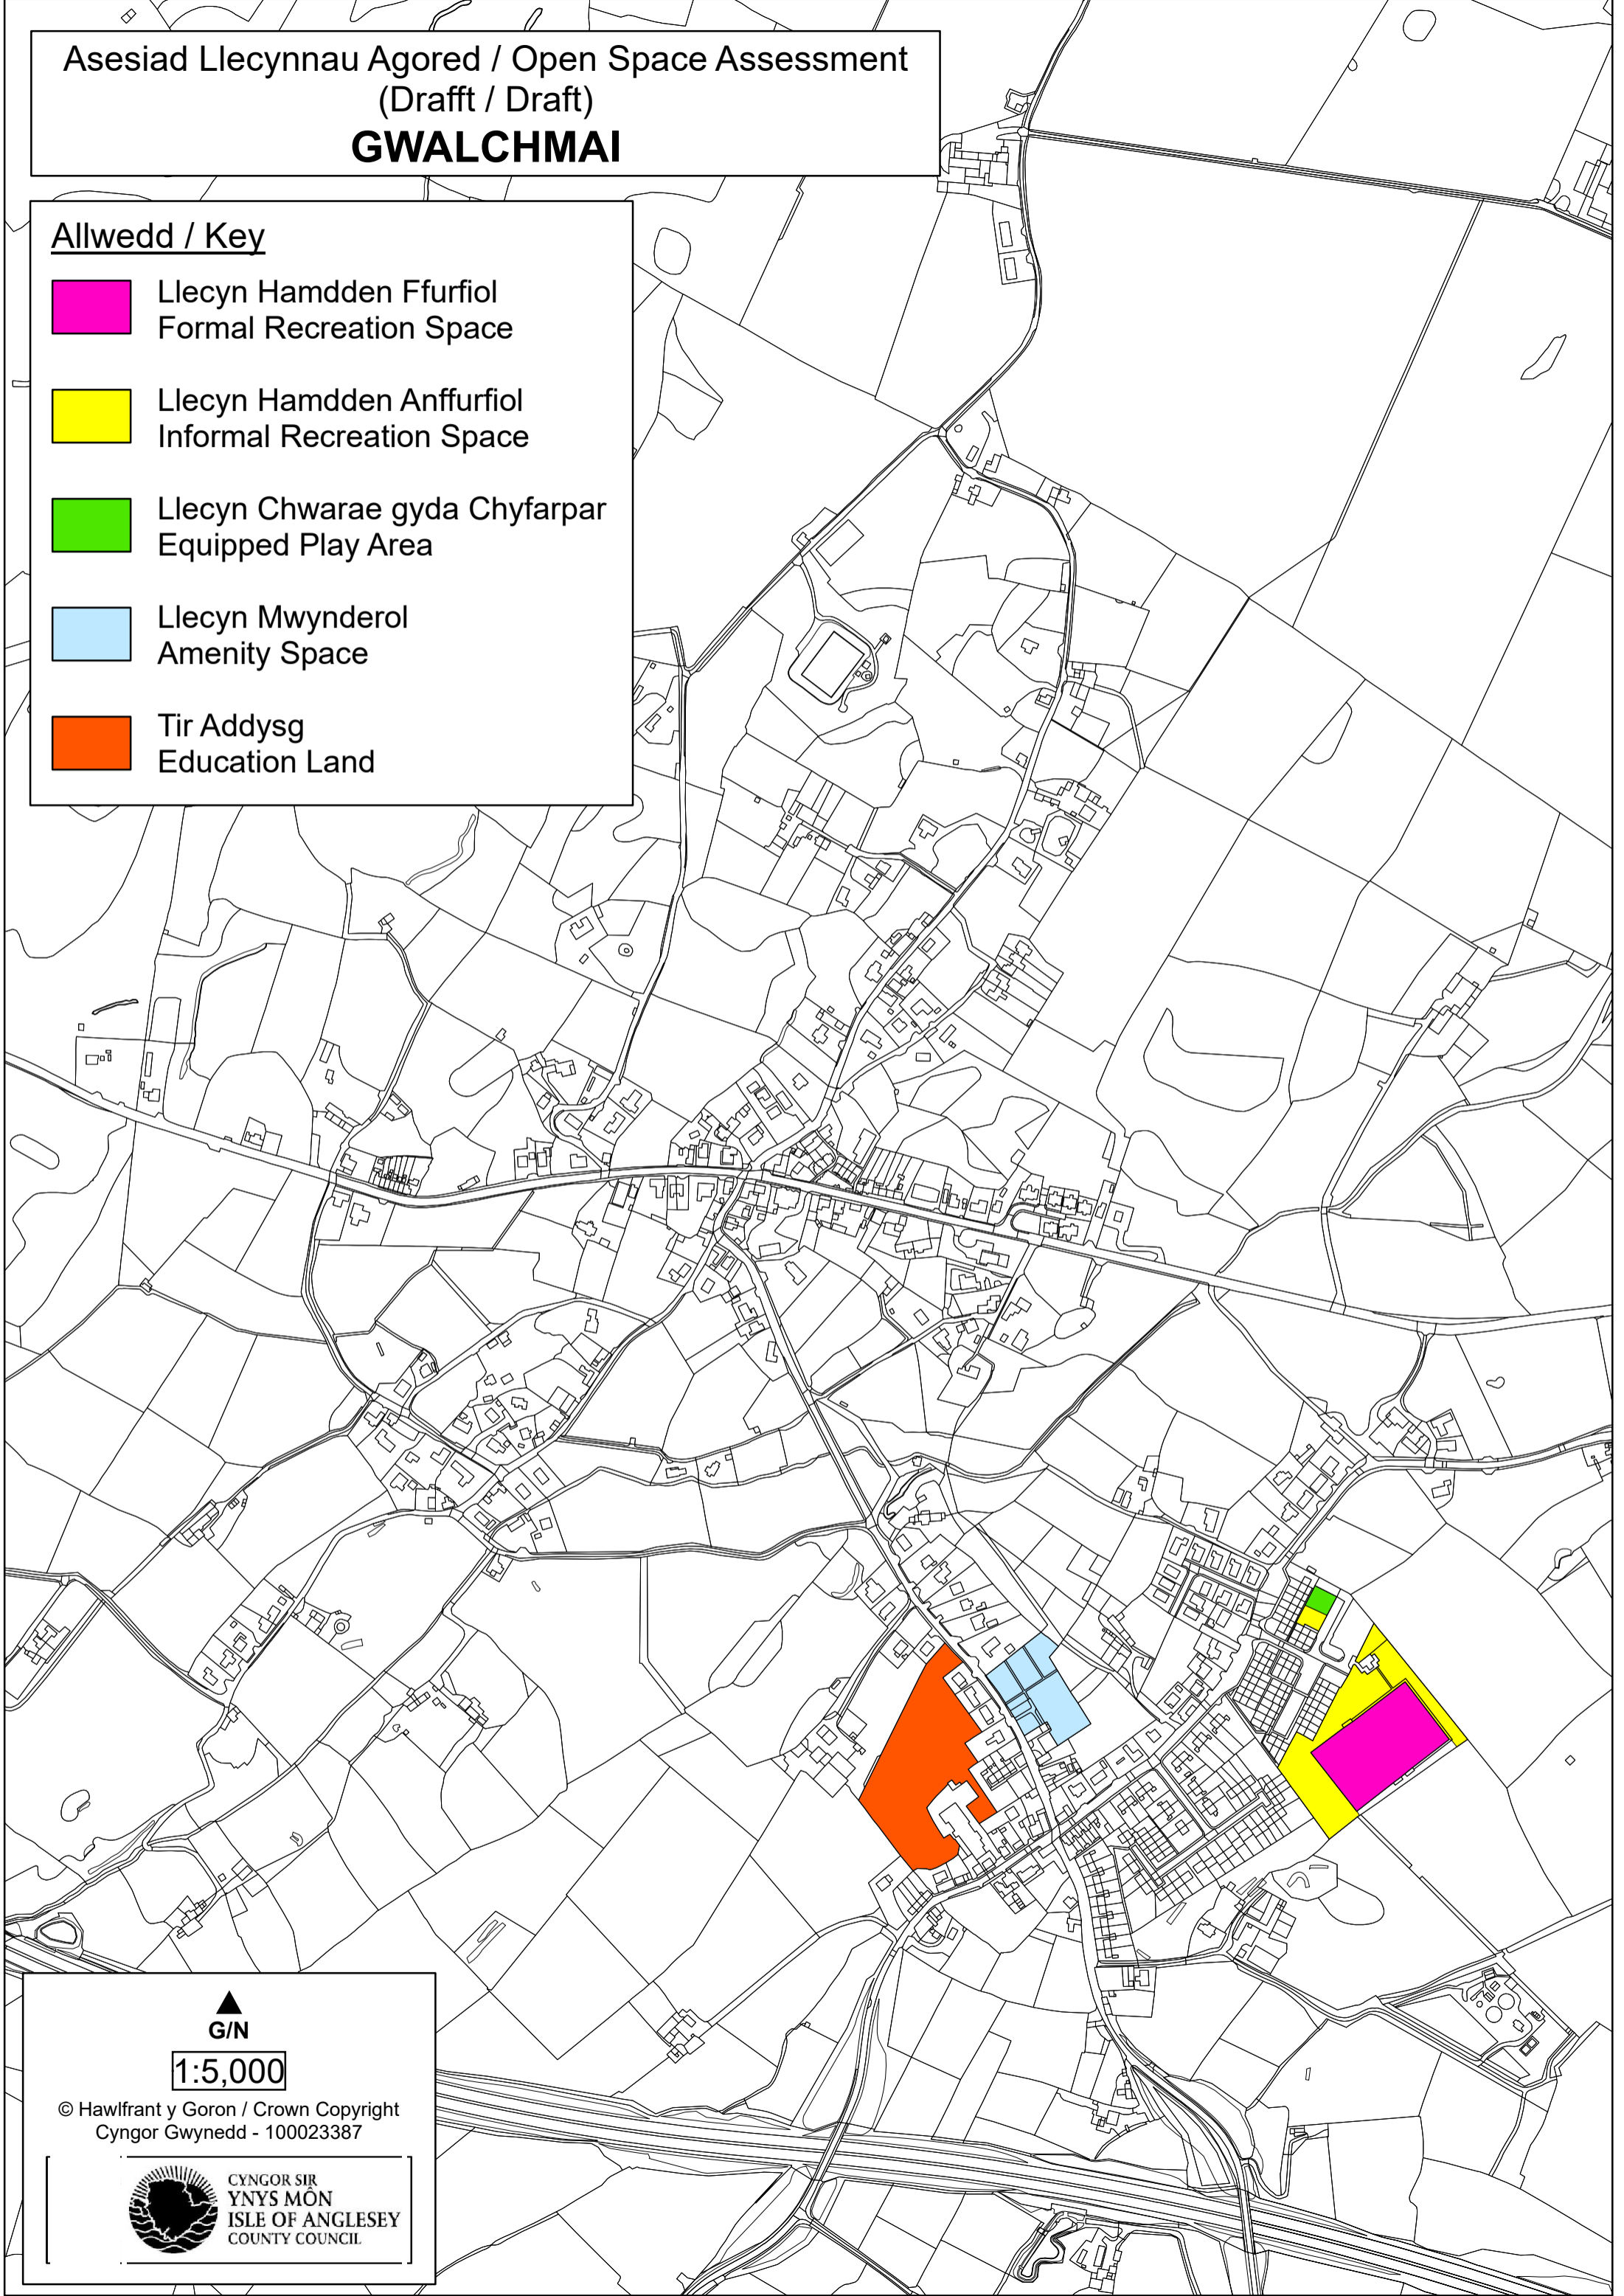 Asesiad Llecynnau Agored / Open Space Assessment
(Drafft / Draft)
GWALCHMAI
Allwedd / Key
Llecyn Hamdden Ffurfiol
Formal Recreation Space
Llecyn Hamdden Anffurfiol
Informal Recreation Space
Llecyn Chwarae gyda Chyfarpar
Equipped Play Area
Llecyn Mwynderol
Amenity Space
Tir Addysg
Education Land
G/N
1:5,000
© Hawlfrant y Goron / Crown Copyright
Cyngor Gwynedd - 100023387
CYNGOR SIR
YNYS MÔN
ISLE OF ANGLESEY
COUNTY COUNCIL